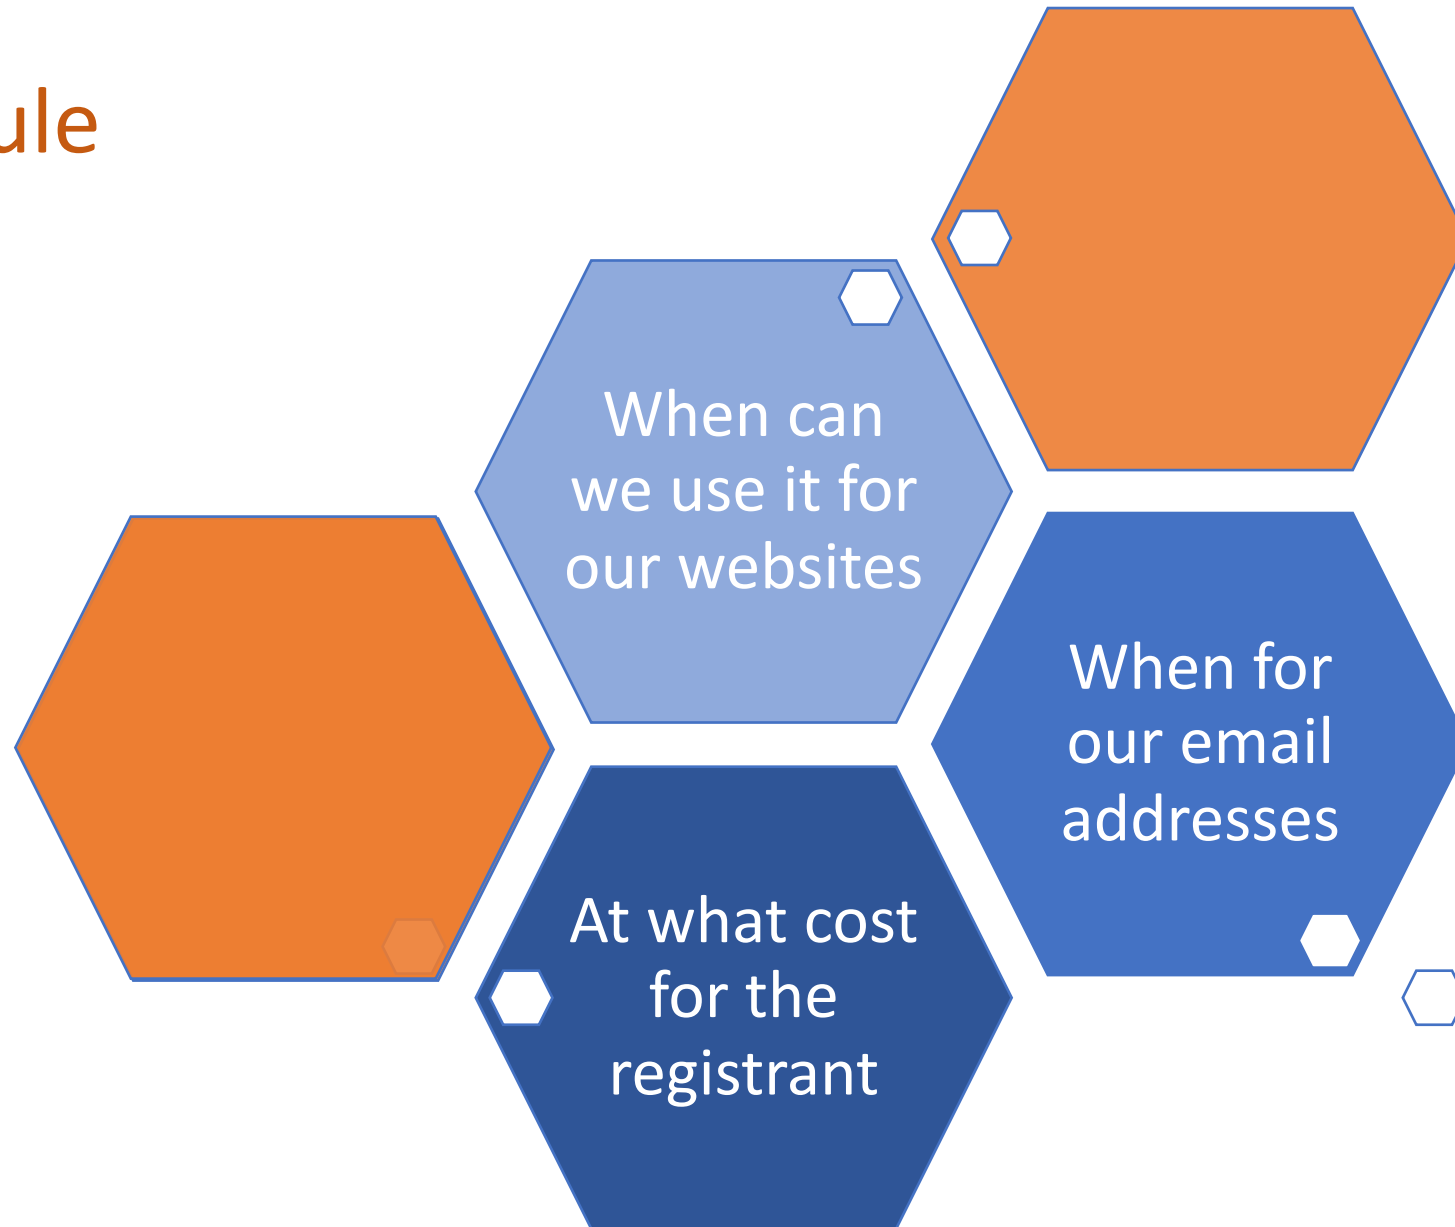 ule
When can
we use it for
our websites
When for
our email
addresses
At what cost
for the
registrant